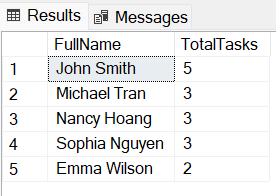 Results Messages
FullName TotalTasks
1 John Smith 5
2 Michael Tran 3
3 Nancy Hoang 3
4 Sophia Nguyen 3
5 Emma Wilson 2